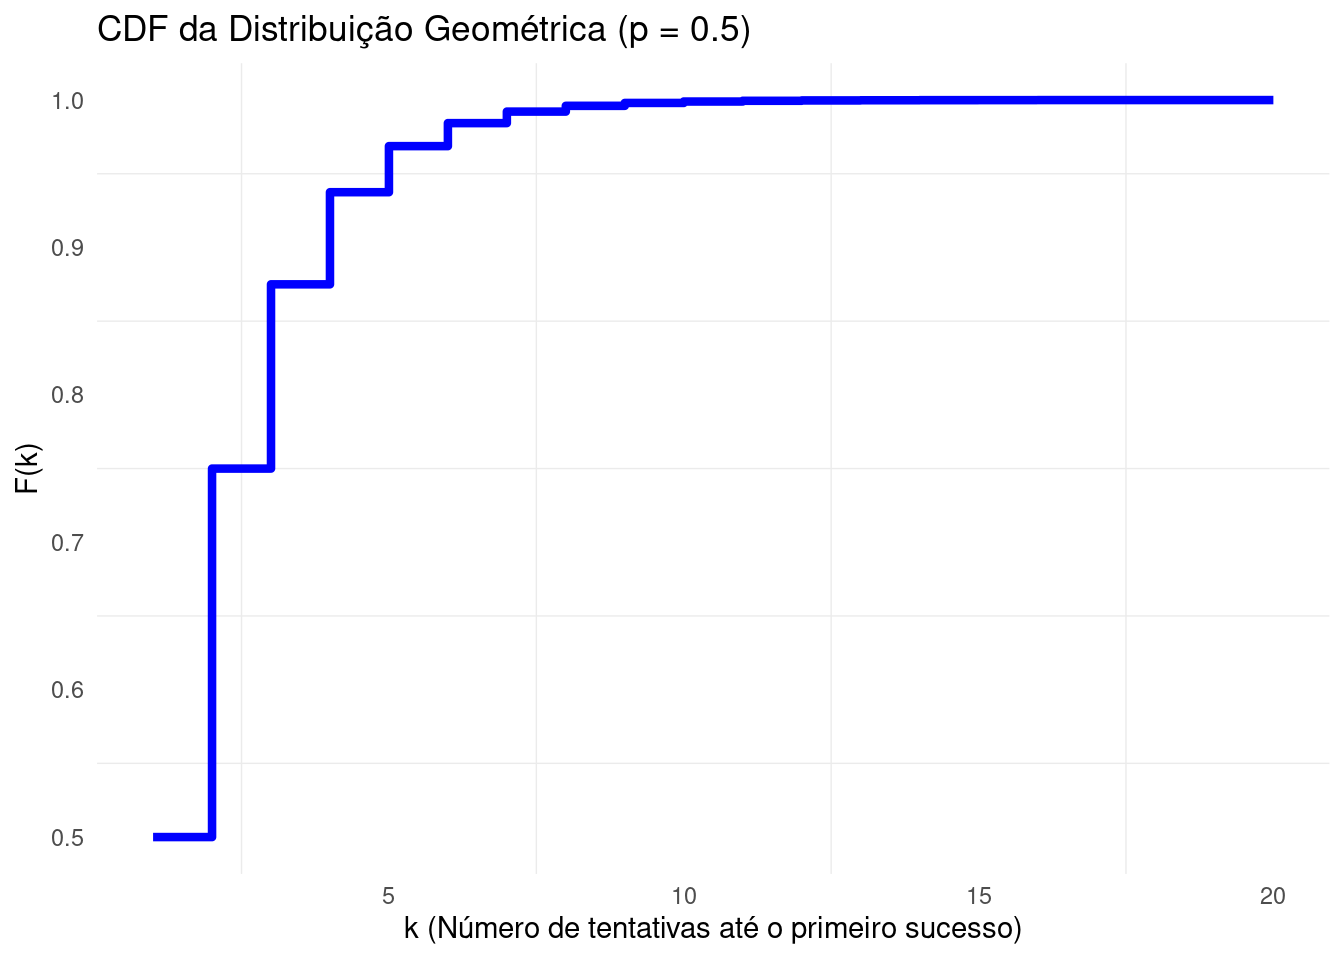 CDF da Distribuição Geométrica (p = 0.5)
1.0
0.9
0.8
0.7
0.6
0.5
F(k)
5 10 15 20
k (Número de tentativas até o primeiro sucesso)